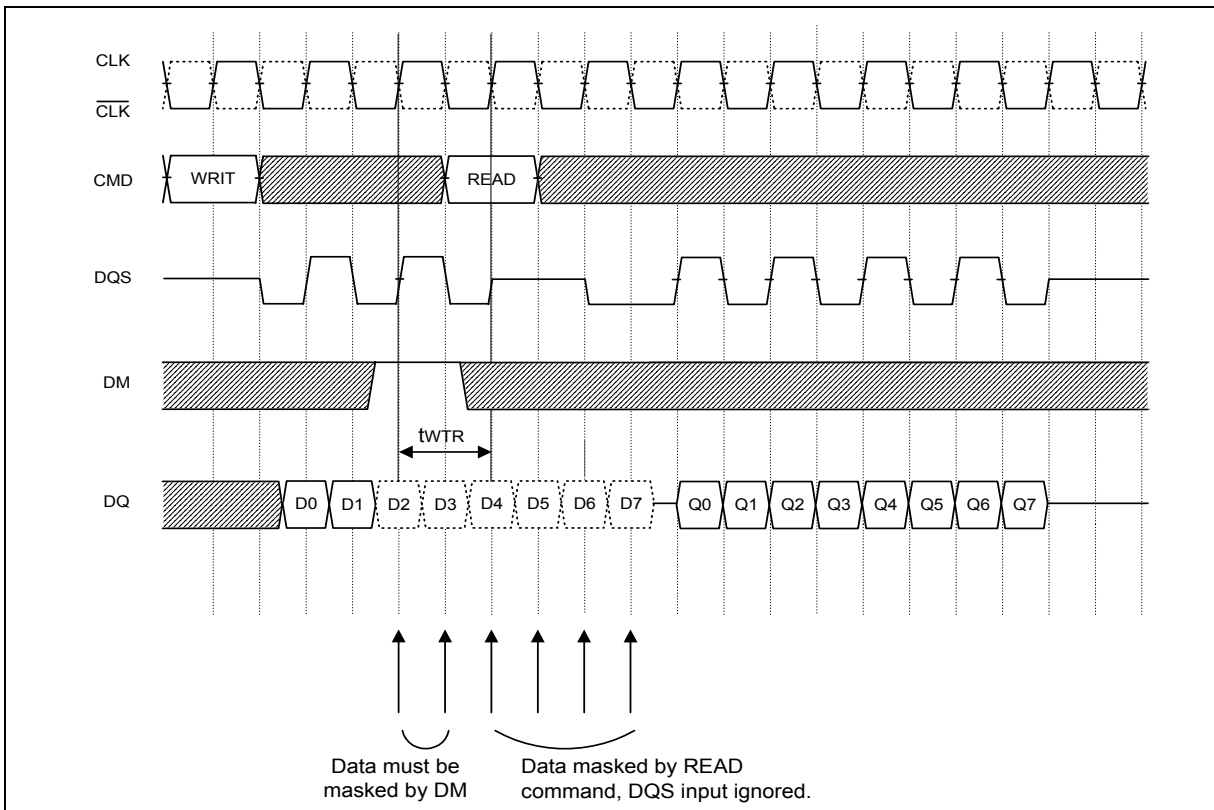 CLK
CLK
CMD
WRIT
READ
DQS
DM
tWTR
DQ
D0 D1 D2 D3 D4 D5 D6 D7 Q0 Q1 Q2 Q3 Q4 Q5 Q6 Q7
Data must be
masked by DM
Data masked by READ
command, DQS input ignored.